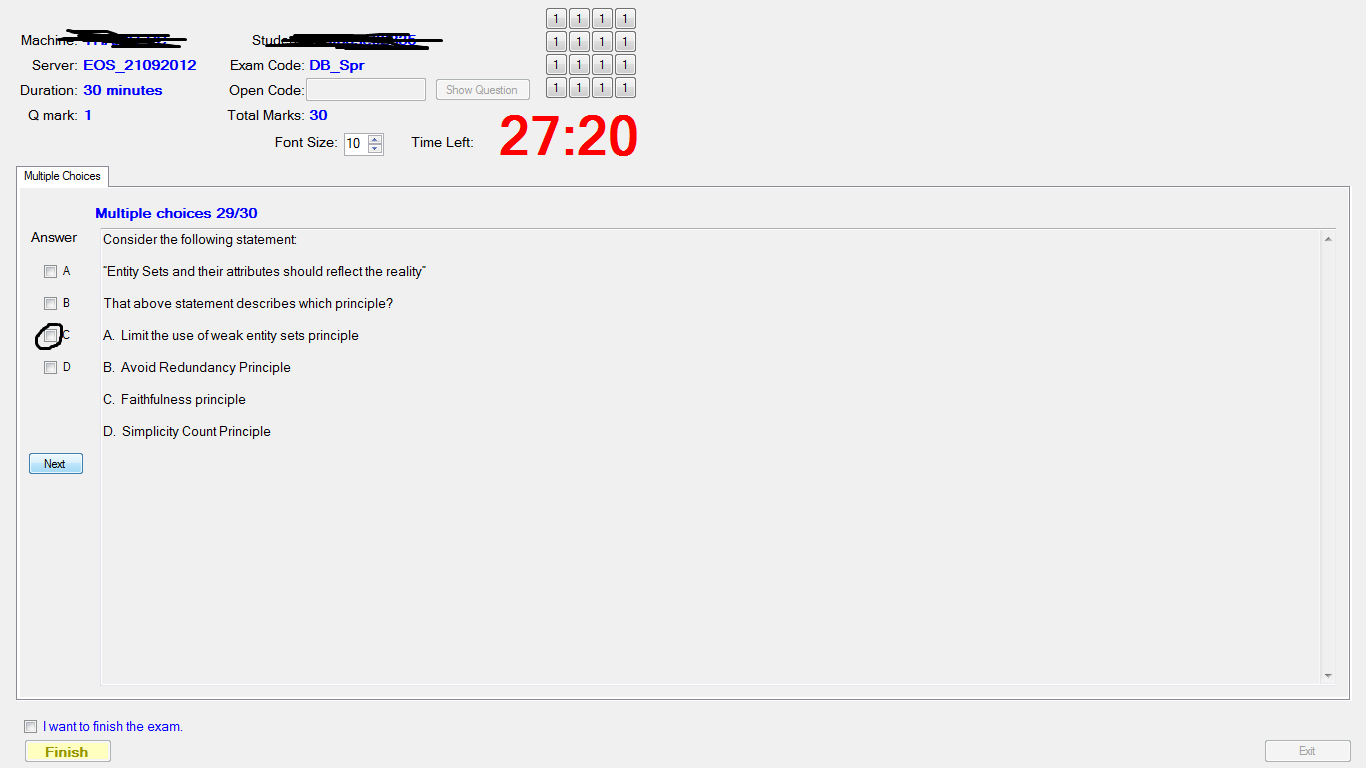 1 1 1 1
Machine:
1 1 1 1
Server: EOS_21092012 Exam Code: DB_Spr
1 1 1 1
Duration: 30 minutes Open Code: Show Question
1 1 1 1
Q mark: 1 Total Marks: 30
Font Size: 10 Time Left: 27:20
Multiple Choices
Multiple choices 29/30
Answer
Consider the following statement:
A
"Entity Sets and their attributes should reflect the reality"
B
That above statement describes which principle?
C
A. Limit the use of weak entity sets principle
D
B. Avoid Redundancy Principle
C. Faithfulness principle
D. Simplicity Count Principle
Next
I want to finish the exam.
Finish
Exit